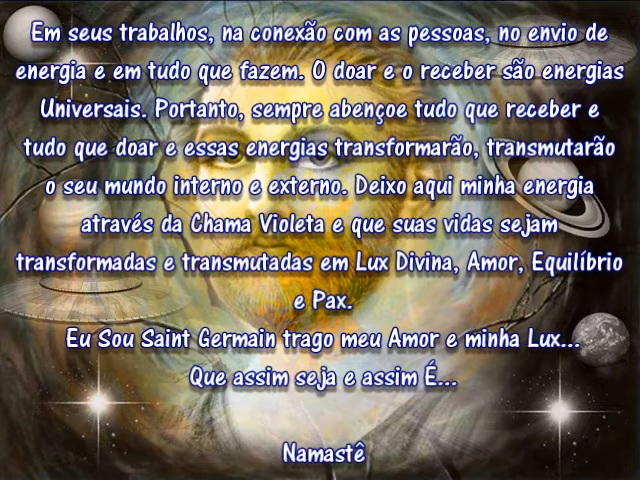 Em seus trabalhos, na conexão com as pessoas, no envio de
energia e em tudo que fazem. O doar e o receber são energias
Universais. Portanto, sempre abençoe tudo que receber e
tudo que doar e essas energias transformarão, transmutarão
o seu mundo interno e externo. Deixo aqui minha energia
através da Chama Violeta e que suas vidas sejam
transformadas e transmutadas em Lux Divina, Amor, Equilíbrio
e Pax.
Eu Sou Saint Germain trago meu Amor e minha Lux...
Que assim seja e assim É...
Namastê